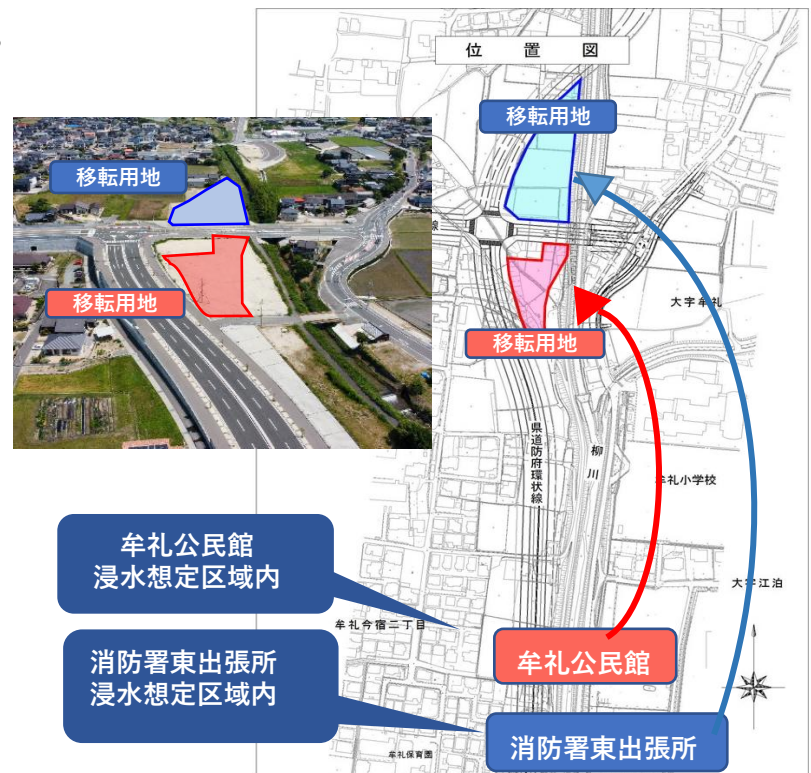 位置図
移転用地
移転用地
移転用地
移転用地
大字牟礼
県道防府環状線
柳川
牟礼小学校
大字江泊
牟礼公民館
浸水想定区域内
牟礼今宿二丁目
牟礼公民館
消防署東出張所
浸水想定区域内
消防署東出張所
牟礼保育園
線